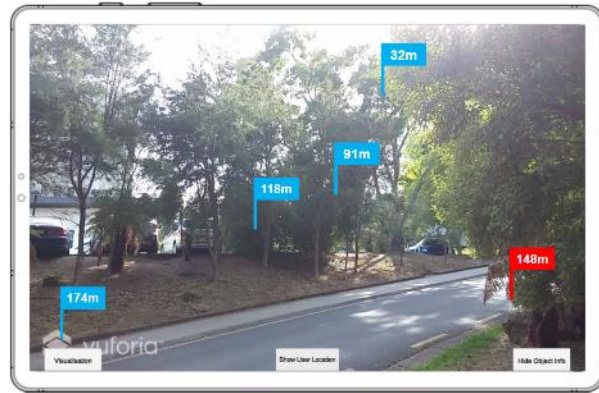 32m
91m
118m
148m
174m
vuforia
Visualisation
Show User Location
Hide Object Info